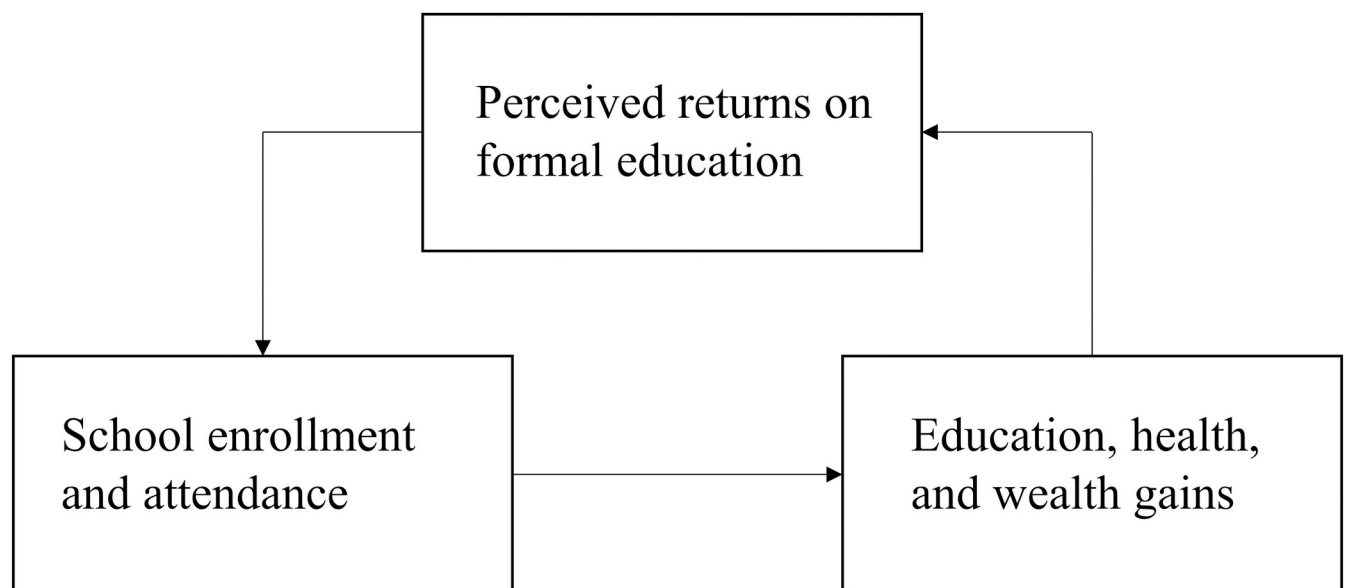 Perceived returns on
formal education
School enrollment
and attendance
Education, health,
and wealth gains